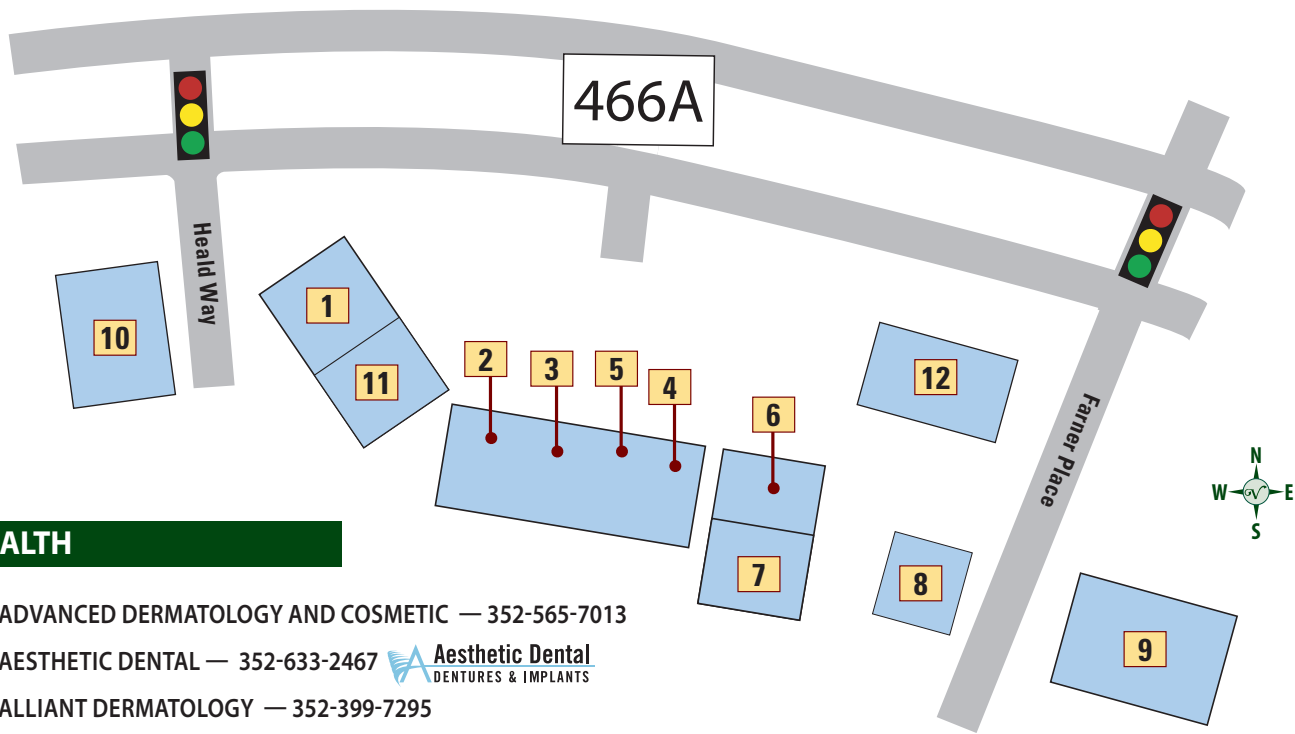 466A
Heald Way
Farner Place
1
10
11
2
3
5
4
6
12
7
8
9
N
W V E
S
ALTH
ADVANCED DERMATOLOGY AND COSMETIC — 352-565-7013
AESTHETIC DENTAL — 352-633-2467 Aesthetic Dental
DENTURES & IMPLANTS
ALLIANT DERMATOLOGY — 352-399-7295